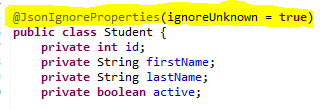 @JsonIgnoreProperties(ignoreUnknown = true)
public class Student {
private int id;
private String firstName;
private String lastName;
private boolean active;